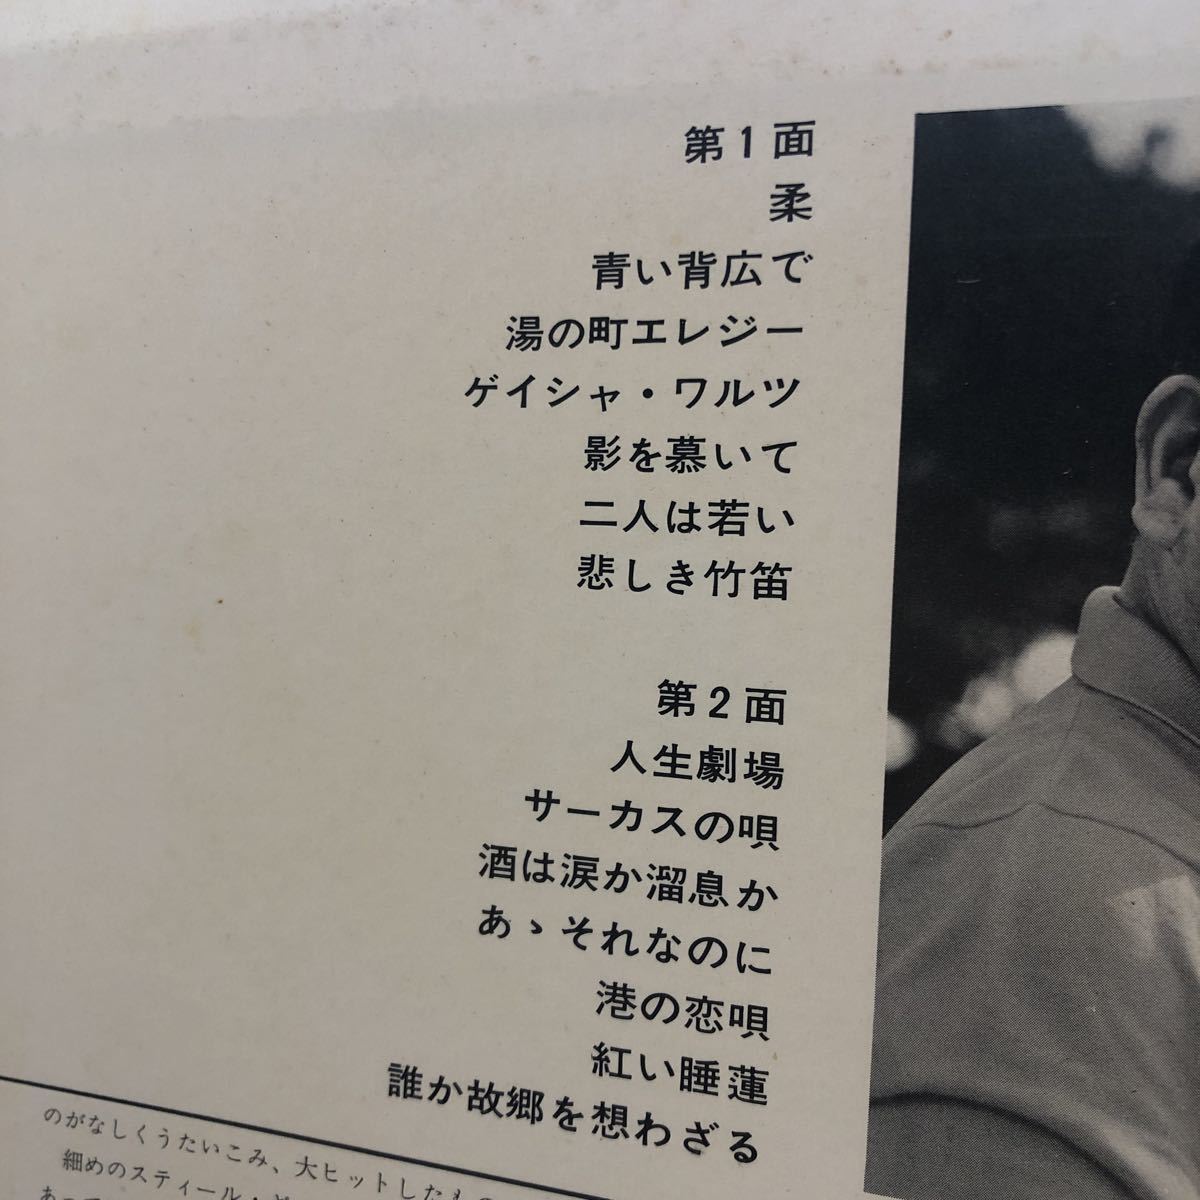 第1面
柔
青い背広で
湯の町エレジー
ゲイシャ・ワルツ
影を慕いて
二人は若い
悲しき竹笛
第2面
人生劇場
サーカスの唄
酒は涙か溜息か
あゝそれなのに
港の恋唄
紅い睡蓮
誰か故郷を想わざる
のがなしくうたいこみ、大ヒットしたもの
細めのスティール・